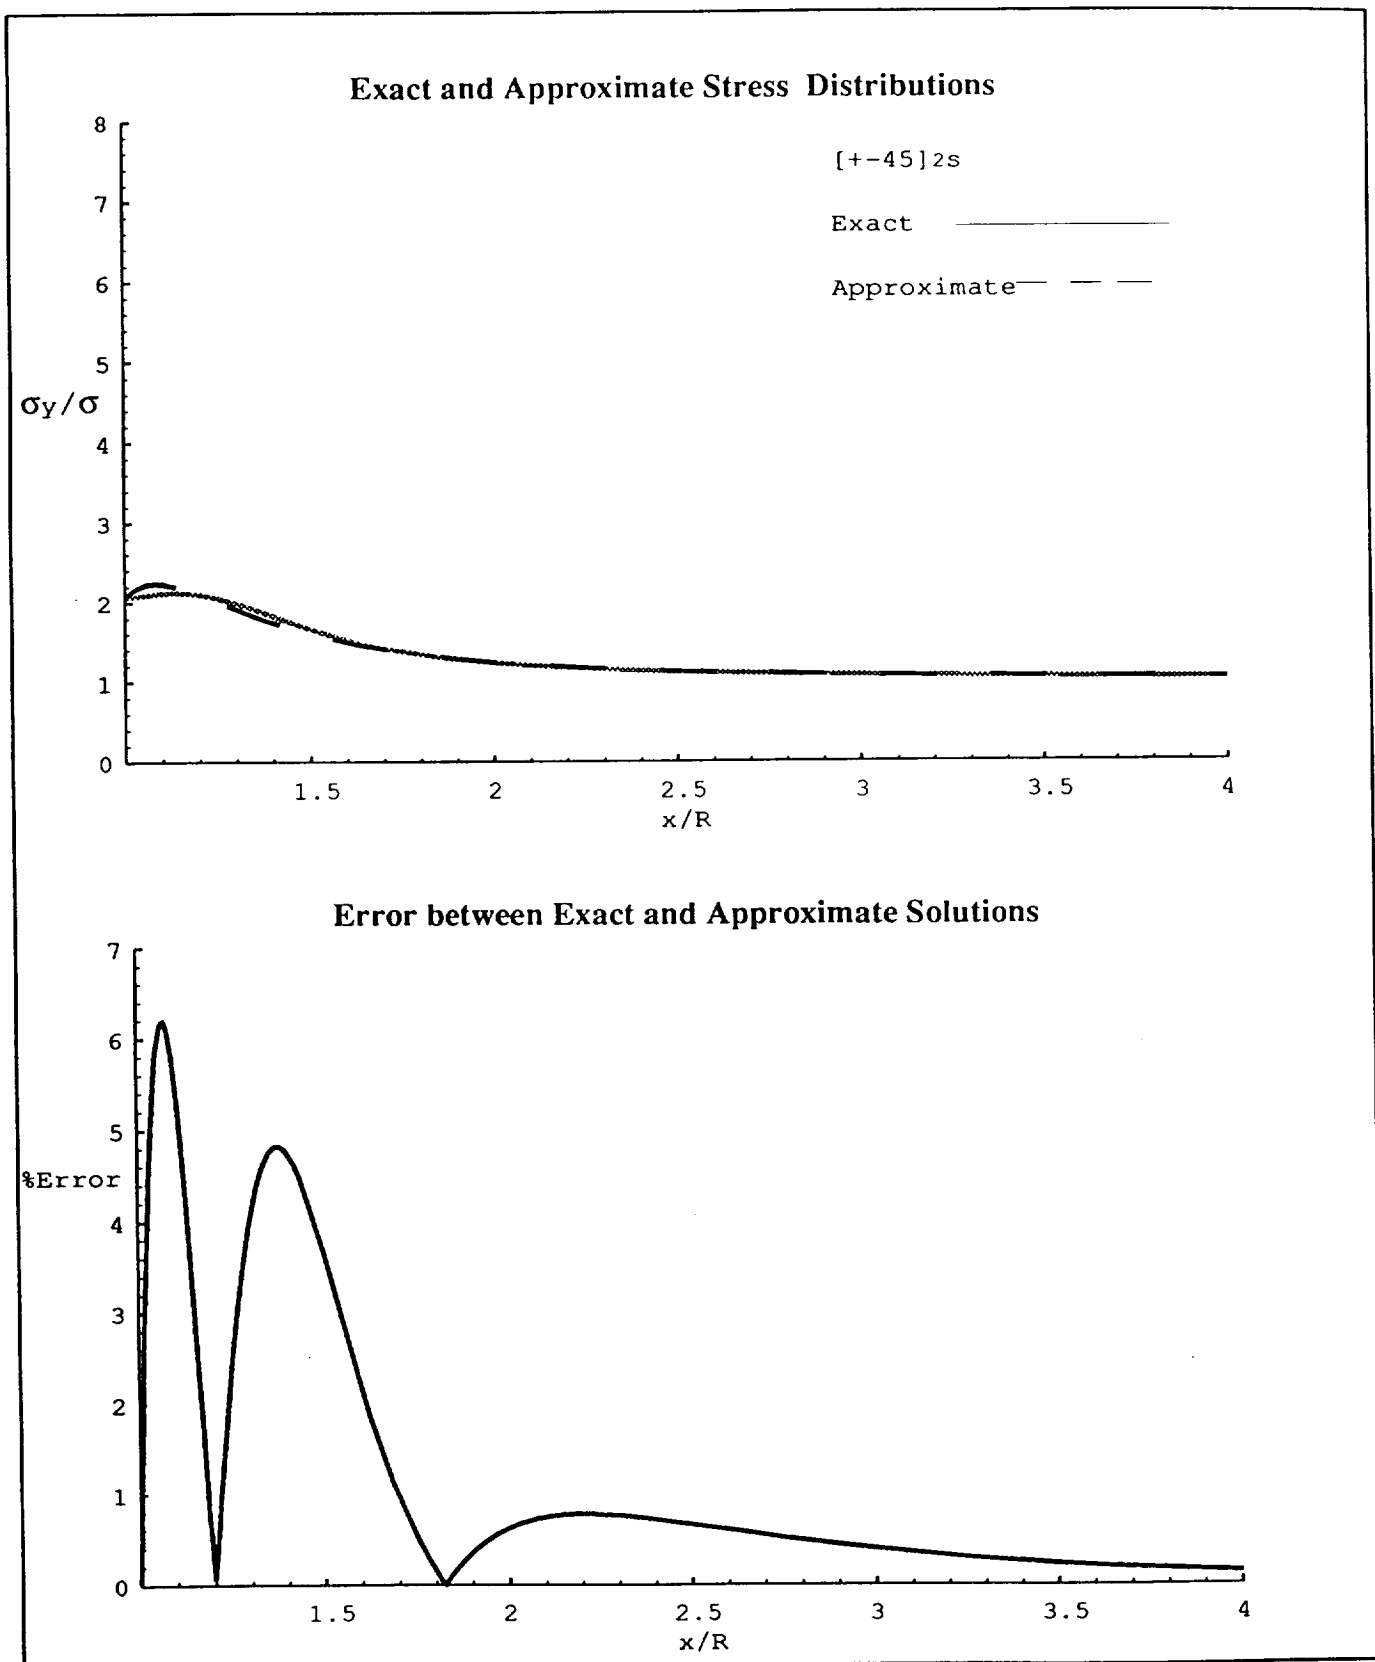 Exact and Approximate Stress Distributions
8
[+-45]2s
7
Exact
6
Approximate
5
σy/σ
4
3
2
1
0
1.5 2 2.5 3 3.5 4
x/R
Error between Exact and Approximate Solutions
7
6
5
%Error
4
3
2
1
0
1.5 2 2.5 3 3.5 4
x/R